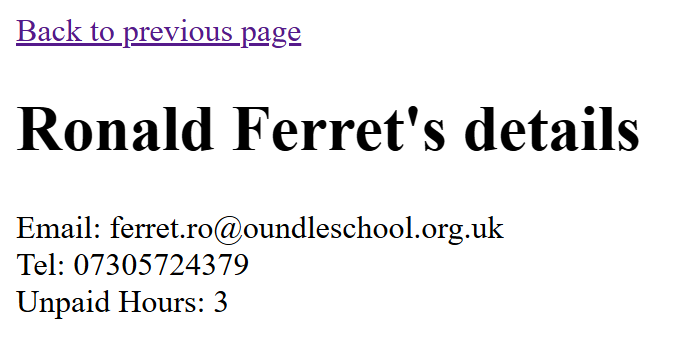 Back to previous page
Ronald Ferret's details
Email: ferret.ro@oundleschool.org.uk
Tel: 07305724379
Unpaid Hours: 3